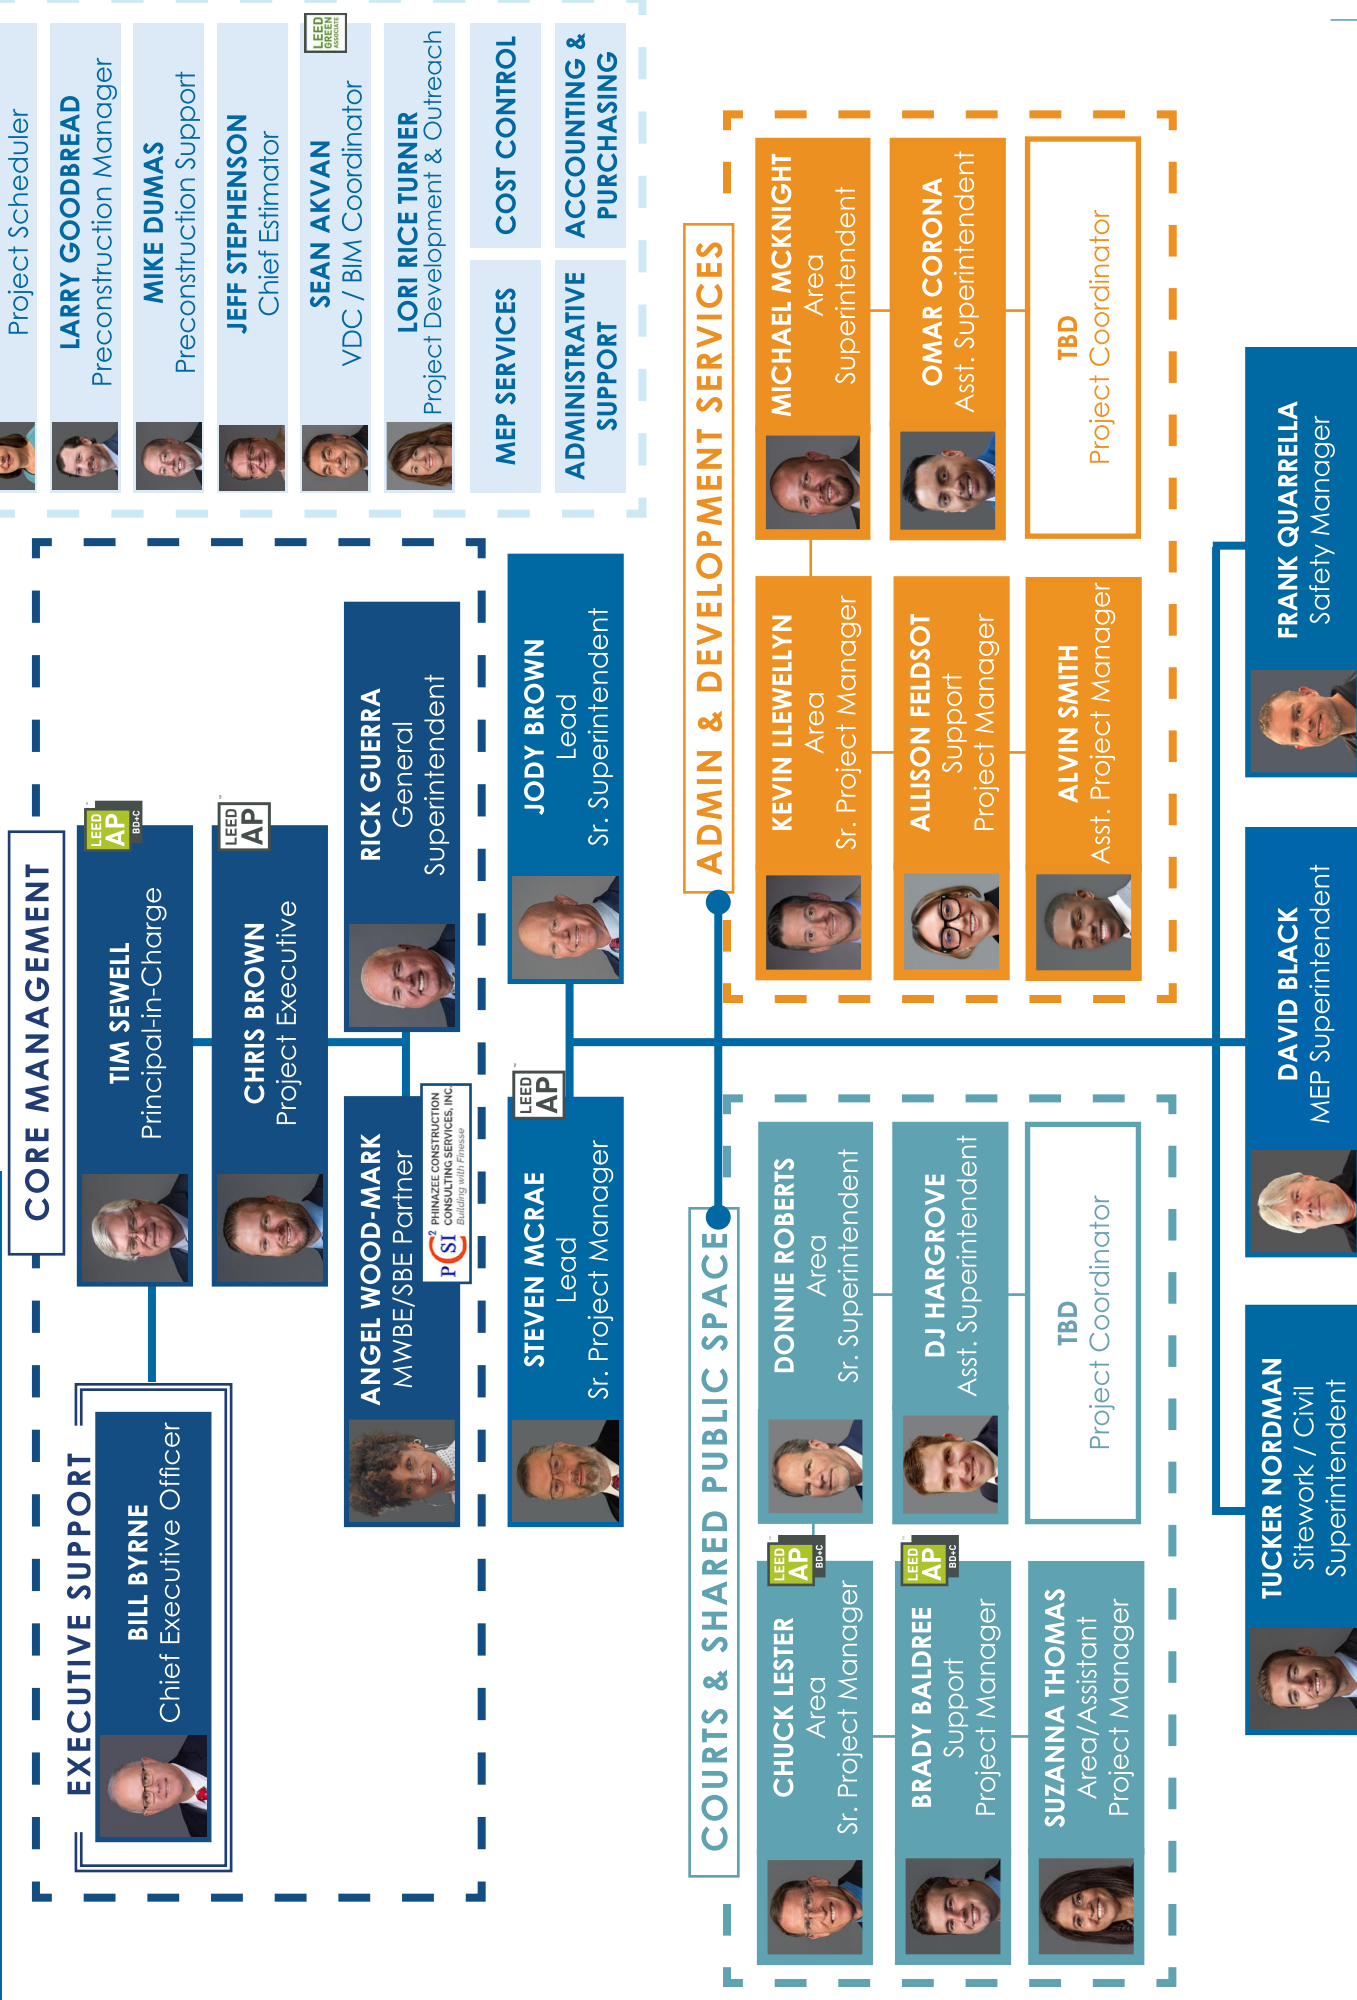 CORE MANAGEMENT
EXECUTIVE SUPPORT
BILL BYRNE
Chief Executive Officer
TIM SEWELL
Principal-in-Charge
LEED
AP
BD+C
CHRIS BROWN
Project Executive
LEED
AP
ANGEL WOOD-MARK
MWBE/SBE Partner
PCSI2
PHINAZEE CONSTRUCTION
CONSULTING SERVICES, INC.
Building with Finesse
RICK GUERRA
General
Superintendent
STEVEN MCRAE
Lead
Sr. Project Manager
LEED
AP
JODY BROWN
Lead
Sr. Superintendent
Project Scheduler
LARRY GOODBREAD
Preconstruction Manager
MIKE DUMAS
Preconstruction Support
JEFF STEPHENSON
Chief Estimator
SEAN AKVAN
VDC / BIM Coordinator
LEED
GREEN
ASSOCIATE
LORI RICE TURNER
Project Development & Outreach
MEP SERVICES
COST CONTROL
ADMINISTRATIVE
SUPPORT
ACCOUNTING &
PURCHASING
COURTS & SHARED PUBLIC SPACE
CHUCK LESTER
Area
Sr. Project Manager
LEED
AP
BD+C
DONNIE ROBERTS
Area
Sr. Superintendent
BRADY BALDREE
Support
Project Manager
LEED
AP
BD+C
DJ HARGROVE
Asst. Superintendent
SUZANNA THOMAS
Area/Assistant
Project Manager
TBD
Project Coordinator
ADMIN & DEVELOPMENT SERVICES
KEVIN LLEWELLYN
Area
Sr. Project Manager
MICHAEL MCKNIGHT
Area
Superintendent
ALLISON FELDSOT
Support
Project Manager
OMAR CORONA
Asst. Superintendent
ALVIN SMITH
Asst. Project Manager
TBD
Project Coordinator
TUCKER NORDMAN
Sitework / Civil
Superintendent
DAVID BLACK
MEP Superintendent
FRANK QUARRELLA
Safety Manager